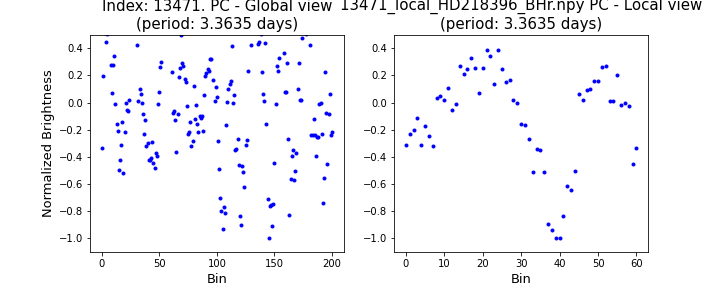 Index: 13471. PC - Global view
(period: 3.3635 days)
13471_local_HD218396_BHr.npy PC - Local view
(period: 3.3635 days)
Normalized Brightness
0.4
0.2
0.0
−0.2
−0.4
−0.6
−0.8
−1.0
0 50 100 150 200
Bin
0.4
0.2
0.0
−0.2
−0.4
−0.6
−0.8
−1.0
0 10 20 30 40 50 60
Bin